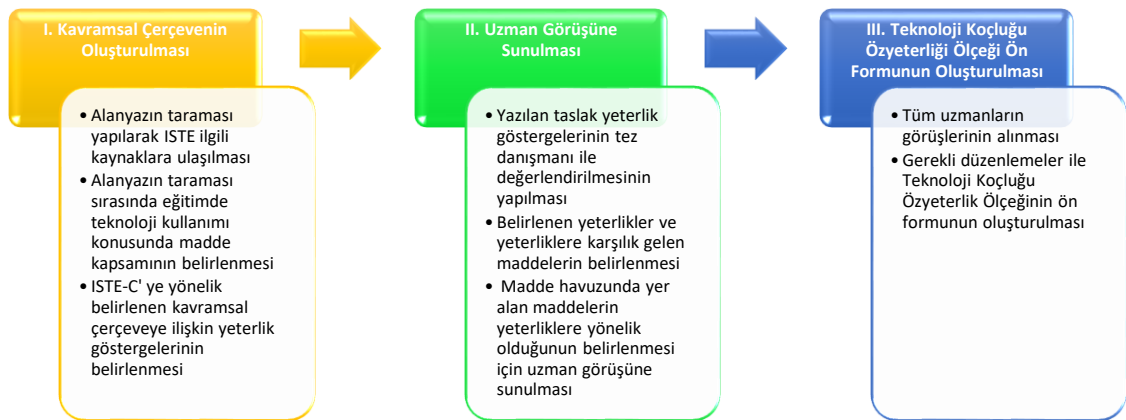 I. Kavramsal Çerçevenin
Oluşturulması
• Alanyazın taraması
yapılarak ISTE ilgili
kaynaklara ulaşılması
• Alanyazın taraması
sırasında eğitimde
teknoloji kullanımı
konusunda madde
kapsamının belirlenmesi
• ISTE-C' ye yönelik
belirlenen kavramsal
çerçeveye ilişkin yeterlik
göstergelerinin
belirlenmesi
II. Uzman Görüşüne
Sunulması
• Yazılan taslak yeterlik
göstergelerinin tez
danışmanı ile
değerlendirilmesinin
yapılması
• Belirlenen yeterlikler ve
yeterliklere karşılık gelen
maddelerin belirlenmesi
• Madde havuzunda yer
alan maddelerin
yeterliklere yönelik
olduğunun belirlenmesi
için uzman görüşüne
sunulması
III. Teknoloji Koçluğu
Özyeterliği Ölçeği Ön
Formunun Oluşturulması
• Tüm uzmanların
görüşlerinin alınması
• Gerekli düzenlemeler ile
Teknoloji Koçluğu
Özyeterlik Ölçeğinin ön
formunun oluşturulması